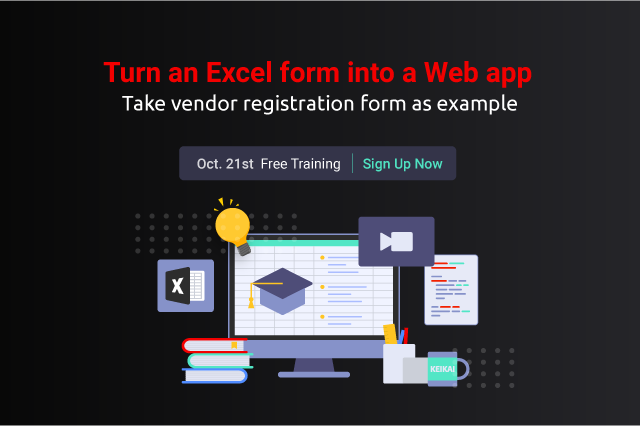 Turn an Excel form into a Web app
Take vendor registration form as example
Oct. 21st Free Training | Sign Up Now
X
KEIKAI